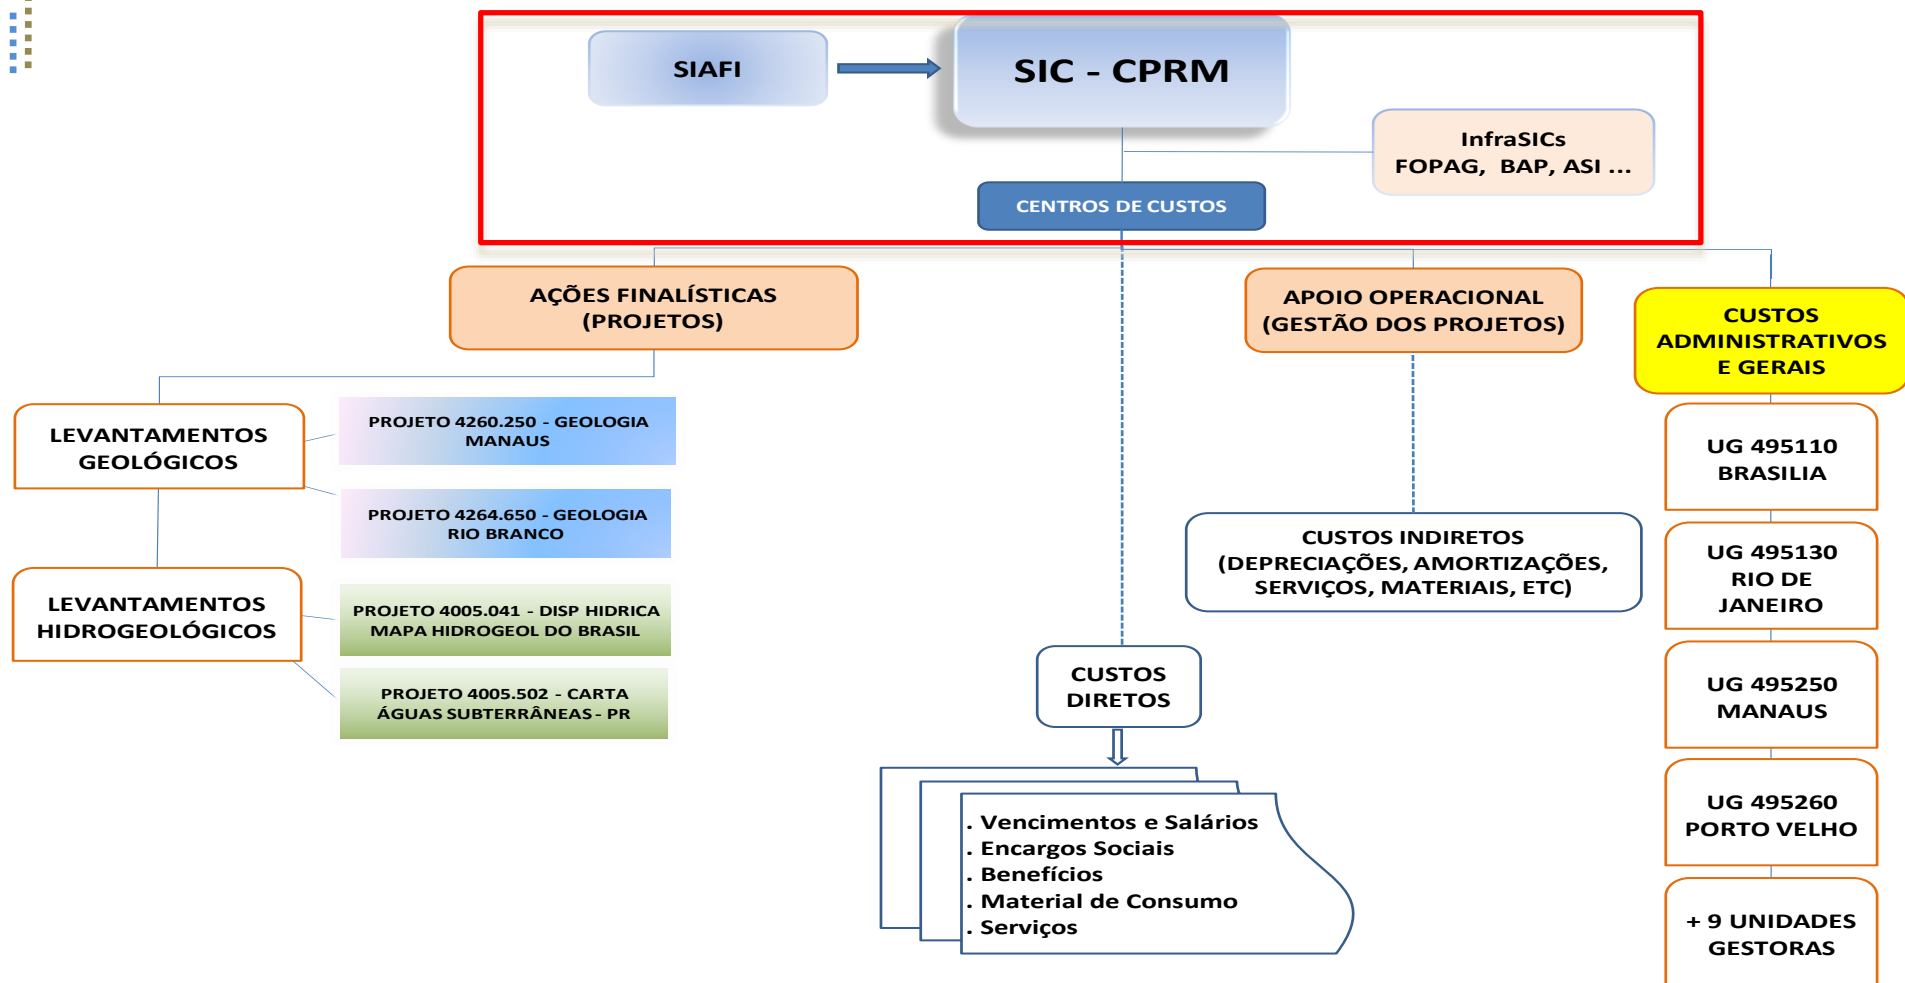 SIAFI
SIC - CPRM
InfraSICs
FOPAG,  BAP, ASI ...
CENTROS DE CUSTOS
AÇÕES FINALÍSTICAS
(PROJETOS)
APOIO OPERACIONAL
(GESTÃO DOS PROJETOS)
CUSTOS
ADMINISTRATIVOS
E GERAIS
LEVANTAMENTOS
GEOLÓGICOS
PROJETO 4260.250 - GEOLOGIA
MANAUS
PROJETO 4264.650 - GEOLOGIA
RIO BRANCO
LEVANTAMENTOS
HIDROGEOLÓGICOS
PROJETO 4005.041 - DISP HIDRICA
MAPA HIDROGEOL DO BRASIL
PROJETO 4005.502 - CARTA
ÁGUAS SUBTERRÂNEAS - PR
CUSTOS INDIRETOS
(DEPRECIAÇÕES, AMORTIZAÇÕES,
SERVIÇOS, MATERIAIS, ETC)
CUSTOS
DIRETOS
. Vencimentos e Salários
. Encargos Sociais
. Benefícios
. Material de Consumo
. Serviços
UG 495110
BRASILIA
UG 495130
RIO DE
JANEIRO
UG 495250
MANAUS
UG 495260
PORTO VELHO
+ 9 UNIDADES
GESTORAS